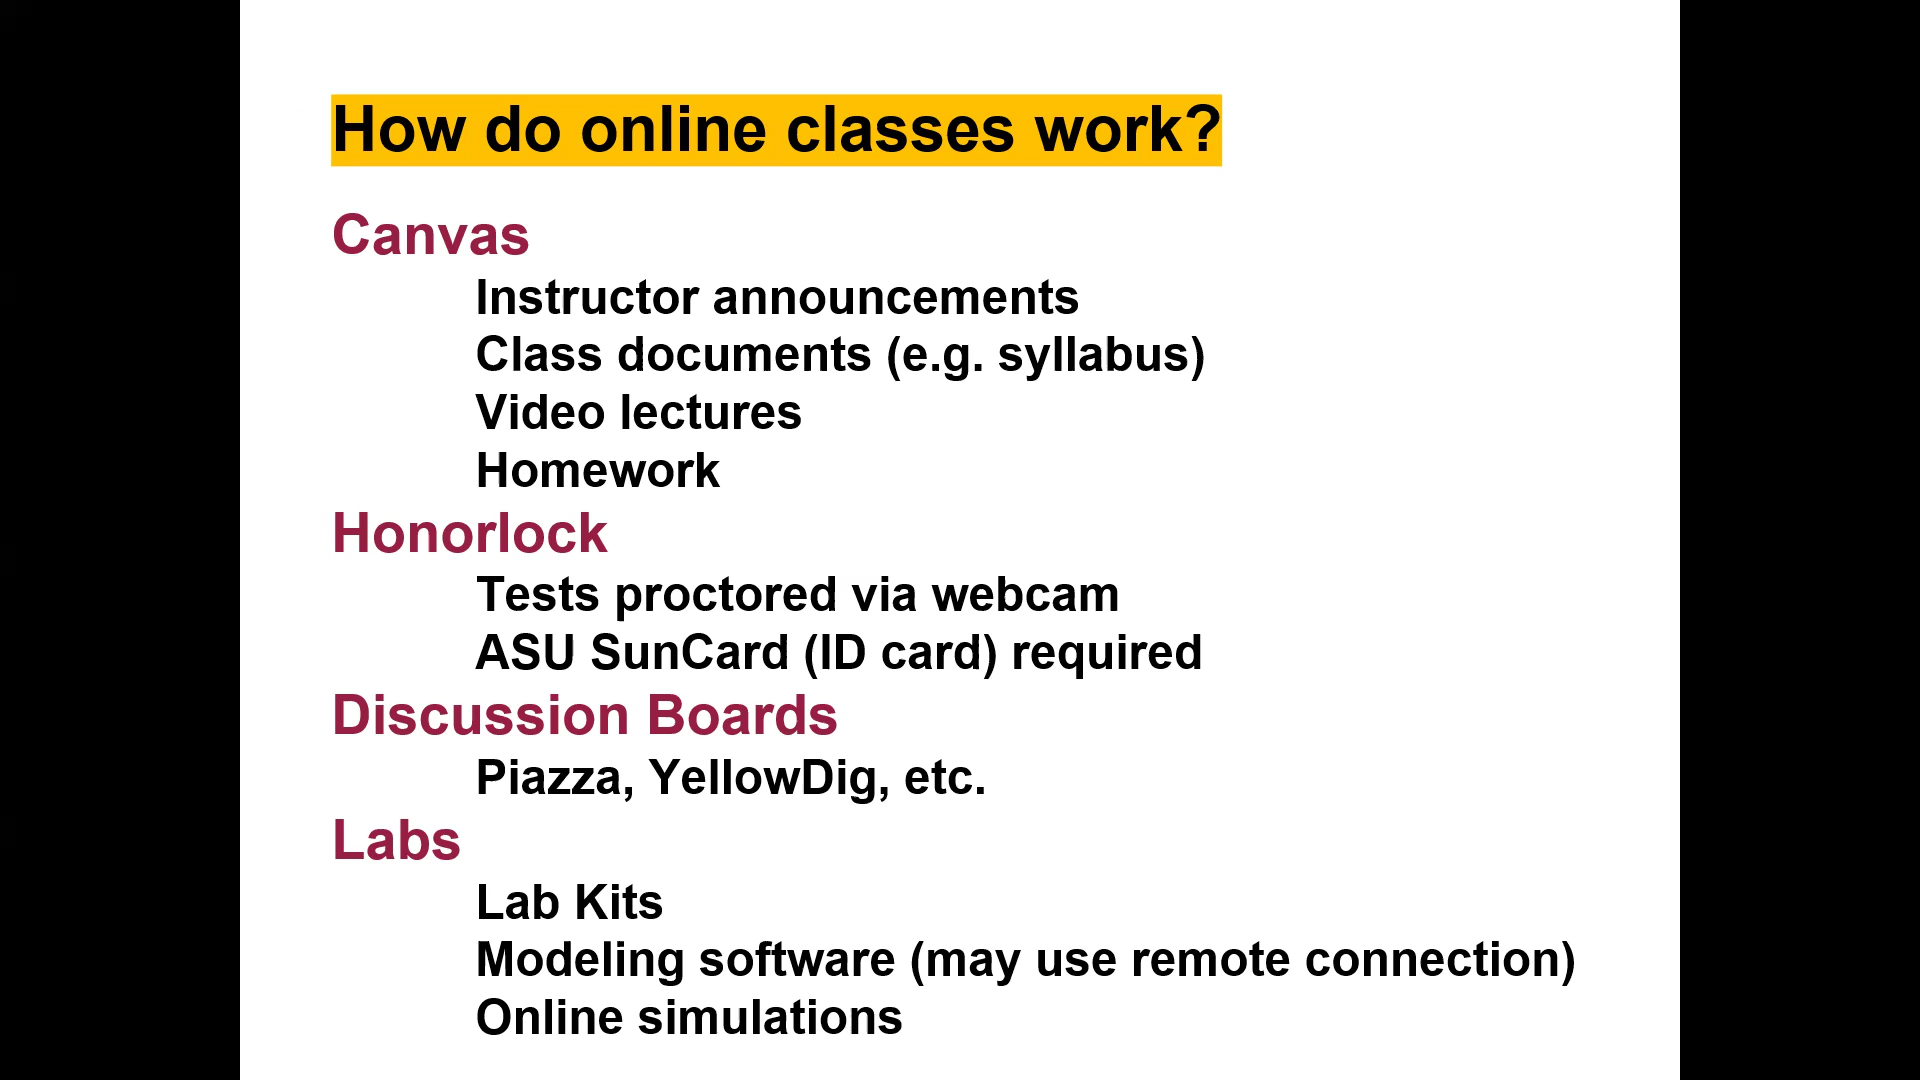 How do online classes work?
Canvas
Instructor announcements
Class documents (e.g. syllabus)
Video lectures
Homework
Honorlock
Tests proctored via webcam
ASU SunCard (ID card) required
Discussion Boards
Piazza, YellowDig, etc.
Labs
Lab Kits
Modeling software (may use remote connection)
Online simulations